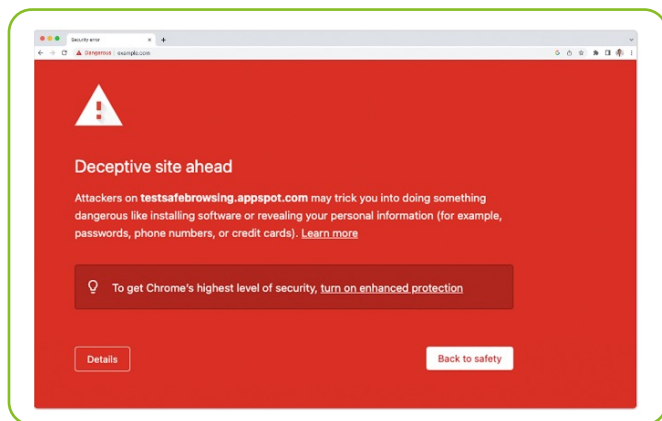 Security error
Dangerous | example.com
Deceptive site ahead
Attackers on testsafebrowsing.appspot.com may trick you into doing something
dangerous like installing software or revealing your personal information (for example,
passwords, phone numbers, or credit cards). Learn more
To get Chrome's highest level of security, turn on enhanced protection
Details
Back to safety